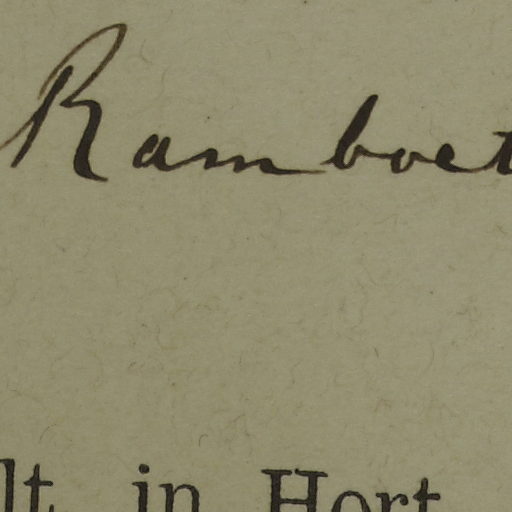 Ramboet
lt. in Hort.